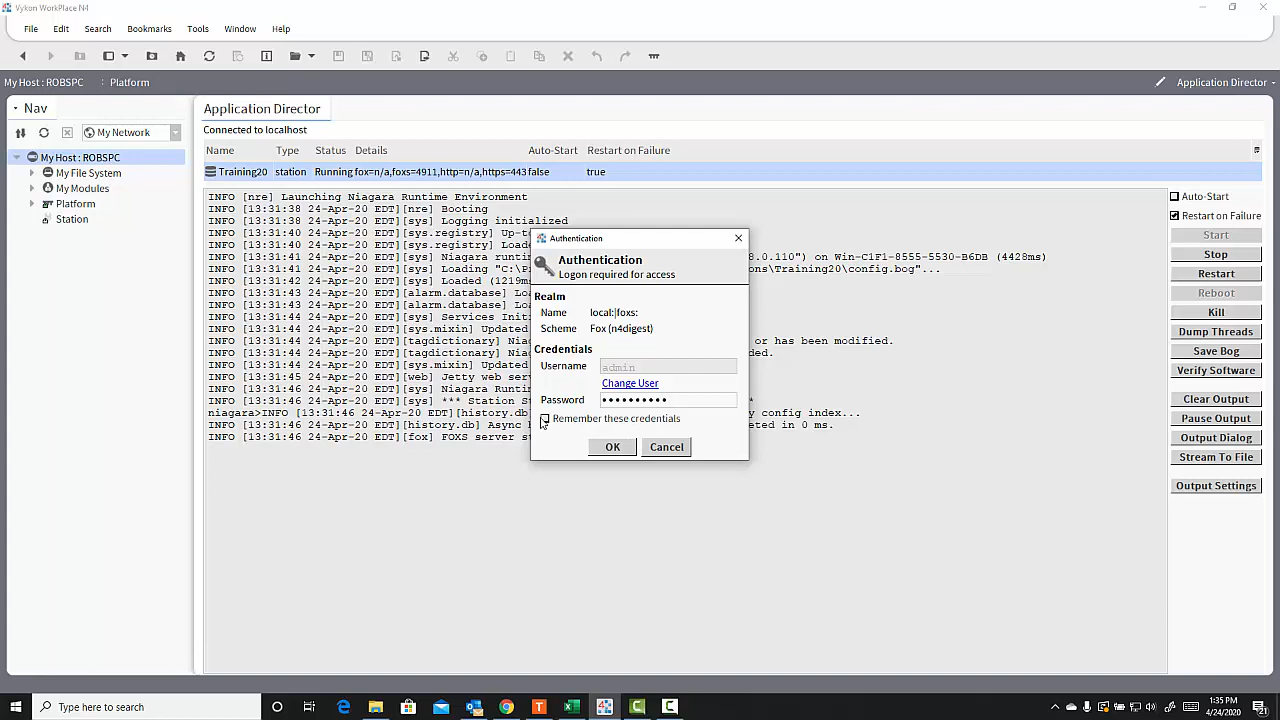 Vykon WorkPlace N4
File Edit Search Bookmarks Tools Window Help
My Host : ROBSPC : Platform
Application Director
Nav
My Network
My Host : ROBSPC
My File System
My Modules
Platform
Station
Application Director
Connected to localhost
Name Type Status Details Auto-Start Restart on Failure
Training20 station Running fox=n/a,foxs=4911,http=n/a,https=443 false true
INFO [nre] Launching Niagara Runtime Environment
INFO [13:31:38 24-Apr-20 EDT][nre] Booting
INFO [13:31:38 24-Apr-20 EDT][sys] Logging initialized
INFO [13:31:40 24-Apr-20 EDT][sys.registry] Up-t
INFO [13:31:40 24-Apr-20 EDT][sys.registry] Load
INFO [13:31:41 24-Apr-20 EDT][sys] Niagara runti 8.0.110") on Win-C1F1-8555-5530-B6DB (4428ms)
INFO [13:31:41 24-Apr-20 EDT][sys] Loading "C:\P ons\Training20\config.bog"...
INFO [13:31:42 24-Apr-20 EDT][sys] Loaded (1219m
INFO [13:31:43 24-Apr-20 EDT][alarm.database] Lo
INFO [13:31:43 24-Apr-20 EDT][alarm.database] Lo
INFO [13:31:44 24-Apr-20 EDT][sys] Services Init
INFO [13:31:44 24-Apr-20 EDT][sys.mixin] Updated
INFO [13:31:44 24-Apr-20 EDT][tagdictionary] Nia or has been modified.
INFO [13:31:44 24-Apr-20 EDT][tagdictionary] Nia ded.
INFO [13:31:45 24-Apr-20 EDT][sys.mixin] Updated
INFO [13:31:46 24-Apr-20 EDT][web] Jetty web ser
INFO [13:31:46 24-Apr-20 EDT][sys] Niagara Runti
INFO [13:31:46 24-Apr-20 EDT][sys] *** Station S *
niagara>INFO [13:31:46 24-Apr-20 EDT][history.db y config index...
INFO [13:31:46 24-Apr-20 EDT][history.db] Async eted in 0 ms.
INFO [13:31:46 24-Apr-20 EDT][fox] FOXS server s
Authentication
Authentication
Logon required for access
Realm
Name local:|foxs:
Scheme Fox (n4digest)
Credentials
Username admin
Change User
Password
Remember these credentials
OK Cancel
Auto-Start
Restart on Failure
Start
Stop
Restart
Reboot
Kill
Dump Threads
Save Bog
Verify Software
Clear Output
Pause Output
Output Dialog
Stream To File
Output Settings
Type here to search
1:35 PM
4/24/2020